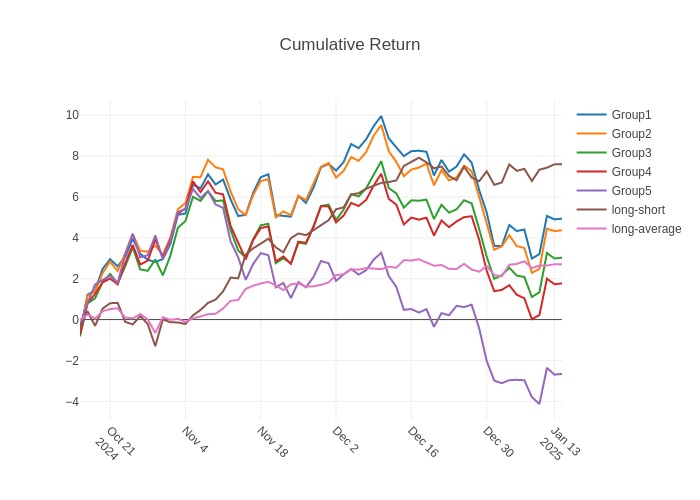 Cumulative Return
10
8
6
4
2
0
−2
−4
Oct 21
2024
Nov 4
Nov 18
Dec 2
Dec 16
Dec 30
Jan 13
2025
Group1
Group2
Group3
Group4
Group5
long-short
long-average